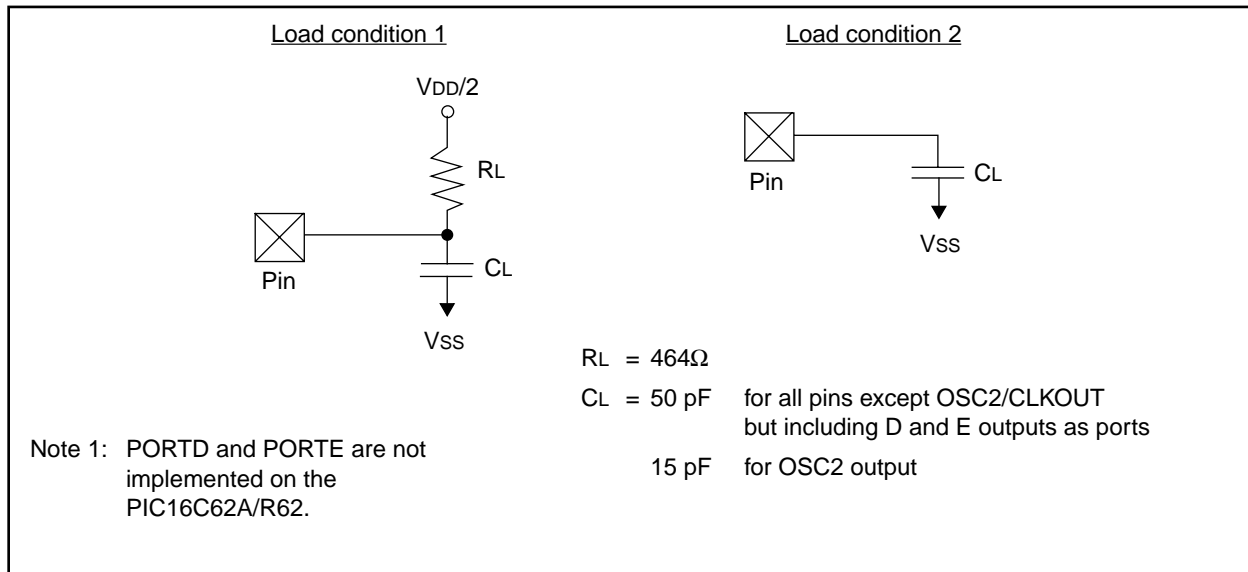 Load condition 1
VDD/2
RL
Pin
CL
VSS
Load condition 2
Pin
CL
VSS
RL = 464Ω
CL = 50 pF for all pins except OSC2/CLKOUT
but including D and E outputs as ports
15 pF for OSC2 output
Note 1: PORTD and PORTE are not
implemented on the
PIC16C62A/R62.